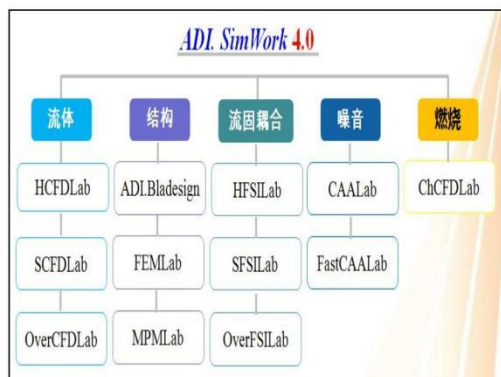 ADI. SimWork 4.0
流体 结构 流固耦合 噪音 燃烧
HCFDLab ADI.Bladesign HFSILab CAALab ChCFDLab
SCFDLab FEMLab SFSILab FastCAALab
OverCFDLab MPMLab OverFSILab